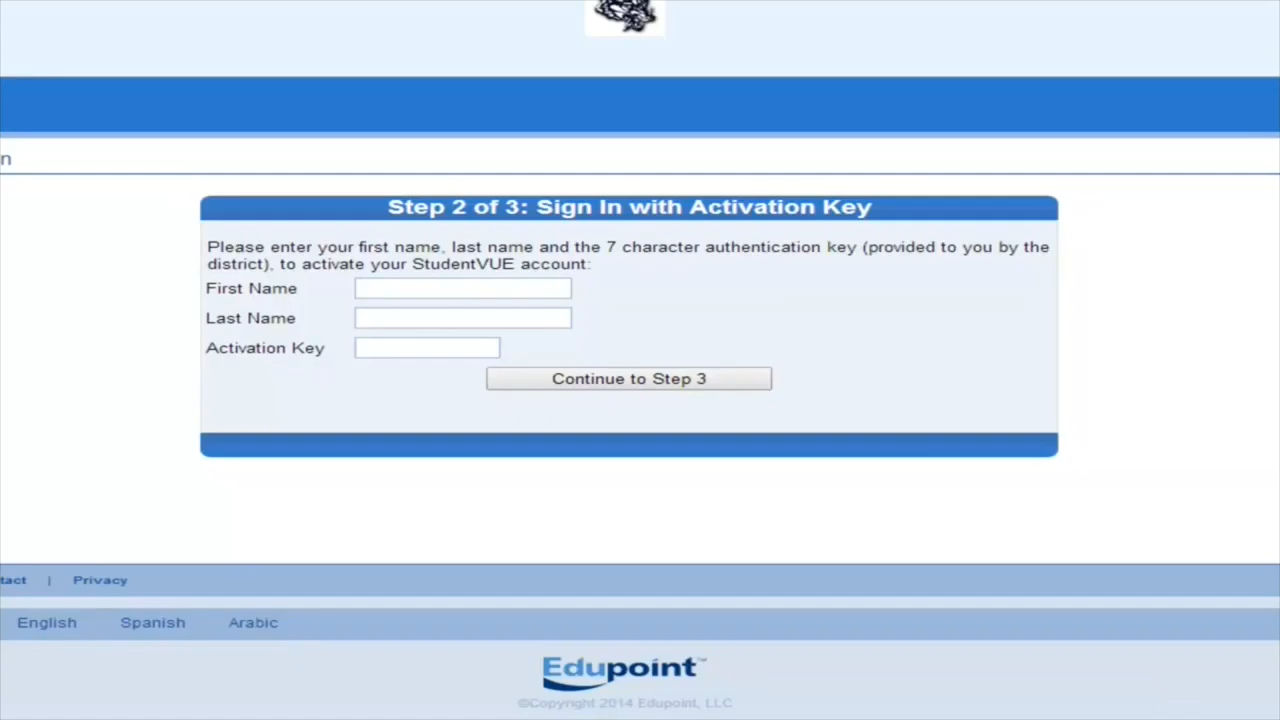 n
Step 2 of 3: Sign In with Activation Key
Please enter your first name, last name and the 7 character authentication key (provided to you by the
district), to activate your StudentVUE account:
First Name
Last Name
Activation Key
Continue to Step 3
tact | Privacy
English Spanish Arabic
Edupoint™
©Copyright 2014 Edupoint, LLC